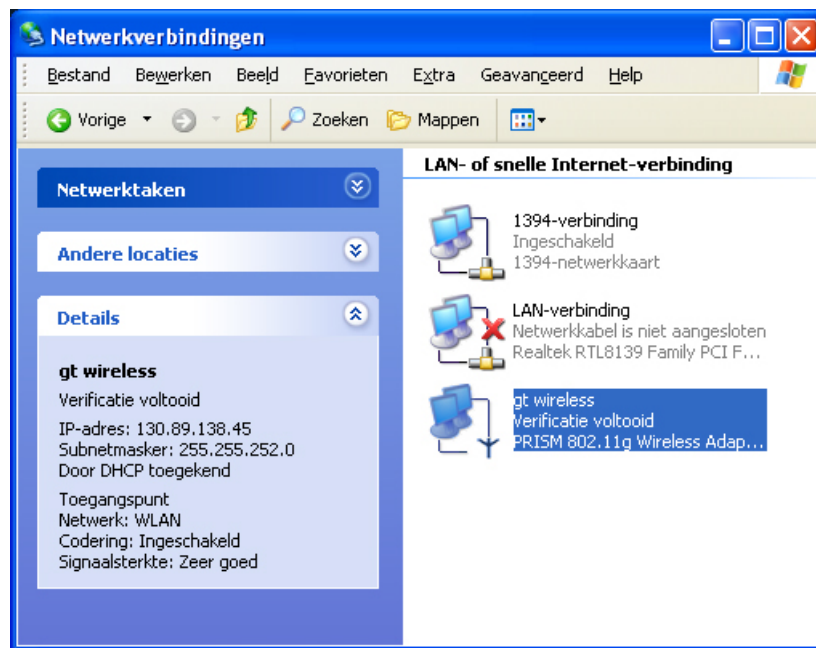 Netwerkverbindingen
Bestand Bewerken Beeld Favorieten Extra Geavanceerd Help
Vorige Zoeken Mappen
Netwerktaken
Andere locaties
Details
gt wireless
Verificatie voltooid
IP-adres: 130.89.138.45
Subnetmasker: 255.255.252.0
Door DHCP toegekend
Toegangspunt
Netwerk: WLAN
Codering: Ingeschakeld
Signaalsterkte: Zeer goed
LAN- of snelle Internet-verbinding
1394-verbinding
Ingeschakeld
1394-netwerkkaart
LAN-verbinding
Netwerkkabel is niet aangesloten
Realtek RTL8139 Family PCI F...
gt wireless
Verificatie voltooid
PRISM 802.11g Wireless Adap...